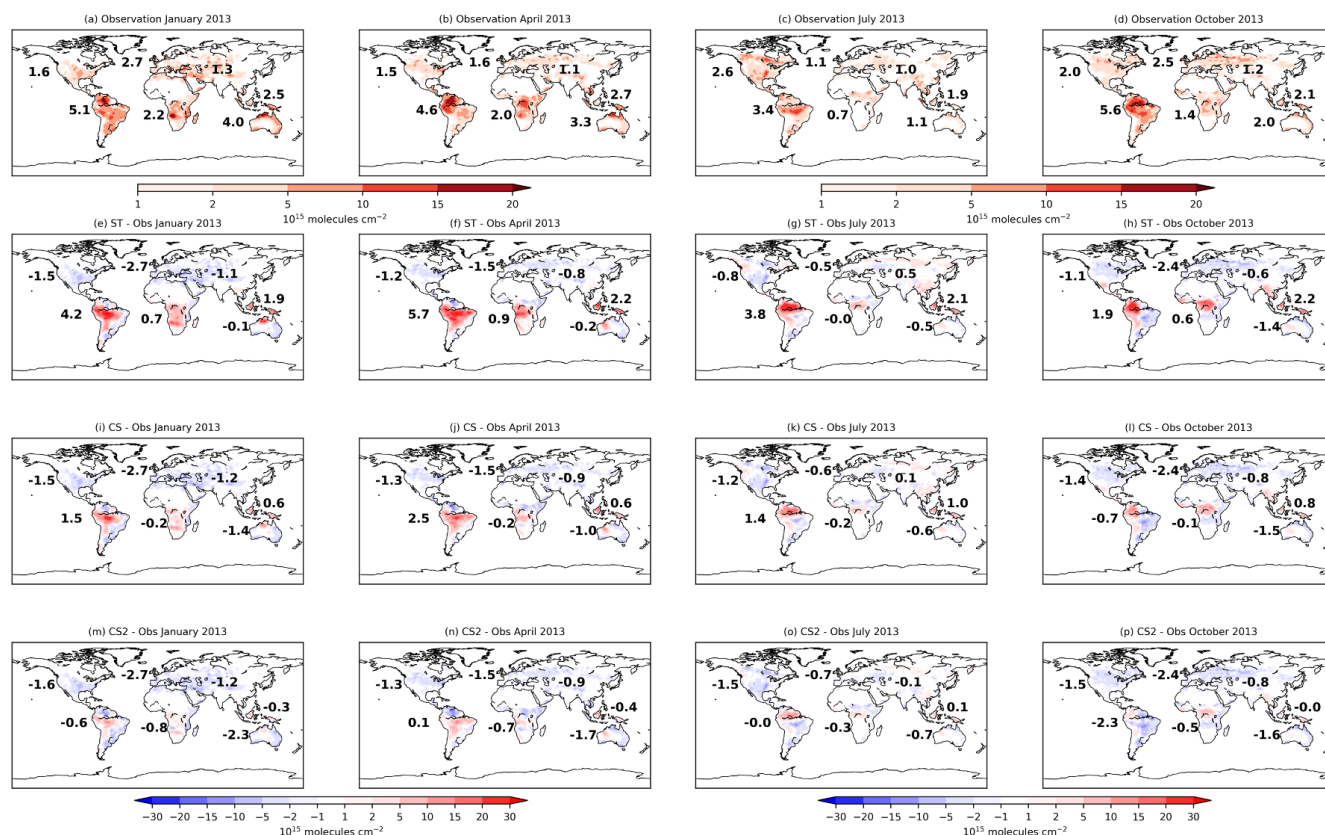 (a) Observation January 2013
(b) Observation April 2013
(c) Observation July 2013
(d) Observation October 2013
1.6 2.7 1.3 5.1 2.2 2.5 4.0
1.5 1.6 1.1 4.6 2.0 2.7 3.3
2.6 1.1 1.0 3.4 0.7 1.9 1.1
2.0 2.5 1.2 5.6 1.4 2.1 2.0
1 2 5 10 15 20
10¹⁵ molecules cm⁻²
1 2 5 10 15 20
10¹⁵ molecules cm⁻²
(e) ST - Obs January 2013
(f) ST - Obs April 2013
(g) ST - Obs July 2013
(h) ST - Obs October 2013
-1.5 -2.7 -1.1 4.2 0.7 1.9 -0.1
-1.2 -1.5 -0.8 5.7 0.9 2.2 -0.2
-0.8 -0.5 0.5 3.8 -0.0 2.1 -0.5
-1.1 -2.4 -0.6 1.9 0.6 2.2 -1.4
(i) CS - Obs January 2013
(j) CS - Obs April 2013
(k) CS - Obs July 2013
(l) CS - Obs October 2013
-1.5 -2.7 -1.2 1.5 -0.2 0.6 -1.4
-1.3 -1.5 -0.9 2.5 -0.2 0.6 -1.0
-1.2 -0.6 0.1 1.4 -0.2 1.0 -0.6
-1.4 -2.4 -0.8 -0.7 -0.1 0.8 -1.5
(m) CS2 - Obs January 2013
(n) CS2 - Obs April 2013
(o) CS2 - Obs July 2013
(p) CS2 - Obs October 2013
-1.6 -2.7 -1.2 -0.6 -0.8 -0.3 -2.3
-1.3 -1.5 -0.9 0.1 -0.7 -0.4 -1.7
-1.5 -0.7 -0.1 -0.0 -0.3 0.1 -0.7
-1.5 -2.4 -0.8 -2.3 -0.5 -0.0 -1.6
−30 −20 −15 −10 −5 −2 −1 1 2 5 10 15 20 30
10¹⁵ molecules cm⁻²
−30 −20 −15 −10 −5 −2 −1 1 2 5 10 15 20 30
10¹⁵ molecules cm⁻²